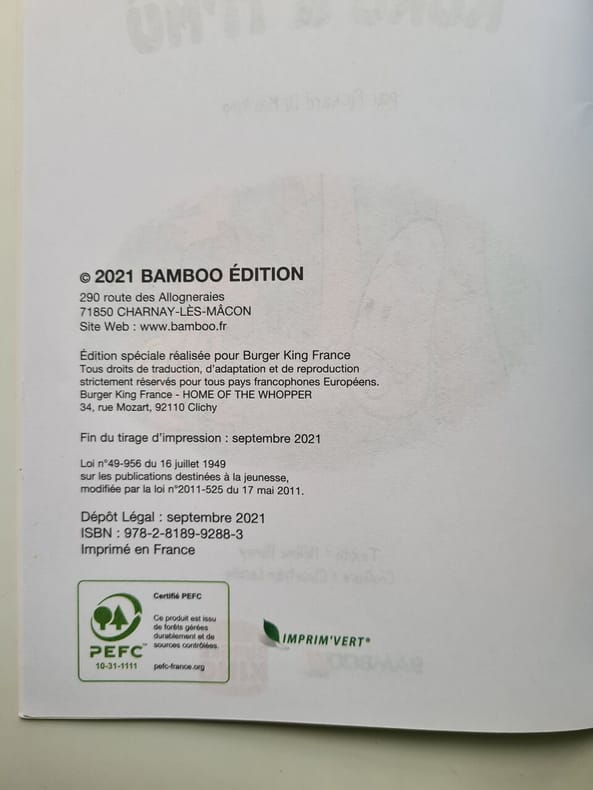 © 2021 BAMBOO ÉDITION
290 route des Allogneraies
71850 CHARNAY-LÈS-MÂCON
Site Web : www.bamboo.fr
Édition spéciale réalisée pour Burger King France
Tous droits de traduction, d'adaptation et de reproduction
strictement réservés pour tous pays francophones Européens.
Burger King France - HOME OF THE WHOPPER
34, rue Mozart, 92110 Clichy
Fin du tirage d'impression : septembre 2021
Loi n°49-956 du 16 juillet 1949
sur les publications destinées à la jeunesse,
modifiée par la loi n°2011-525 du 17 mai 2011.
Dépôt Légal : septembre 2021
ISBN : 978-2-8189-9288-3
Imprimé en France
PEFC™
10-31-1111
Certifié PEFC
Ce produit est issu
de forêts gérées
durablement et de
sources contrôlées.
pefc-france.org
IMPRIM'VERT®